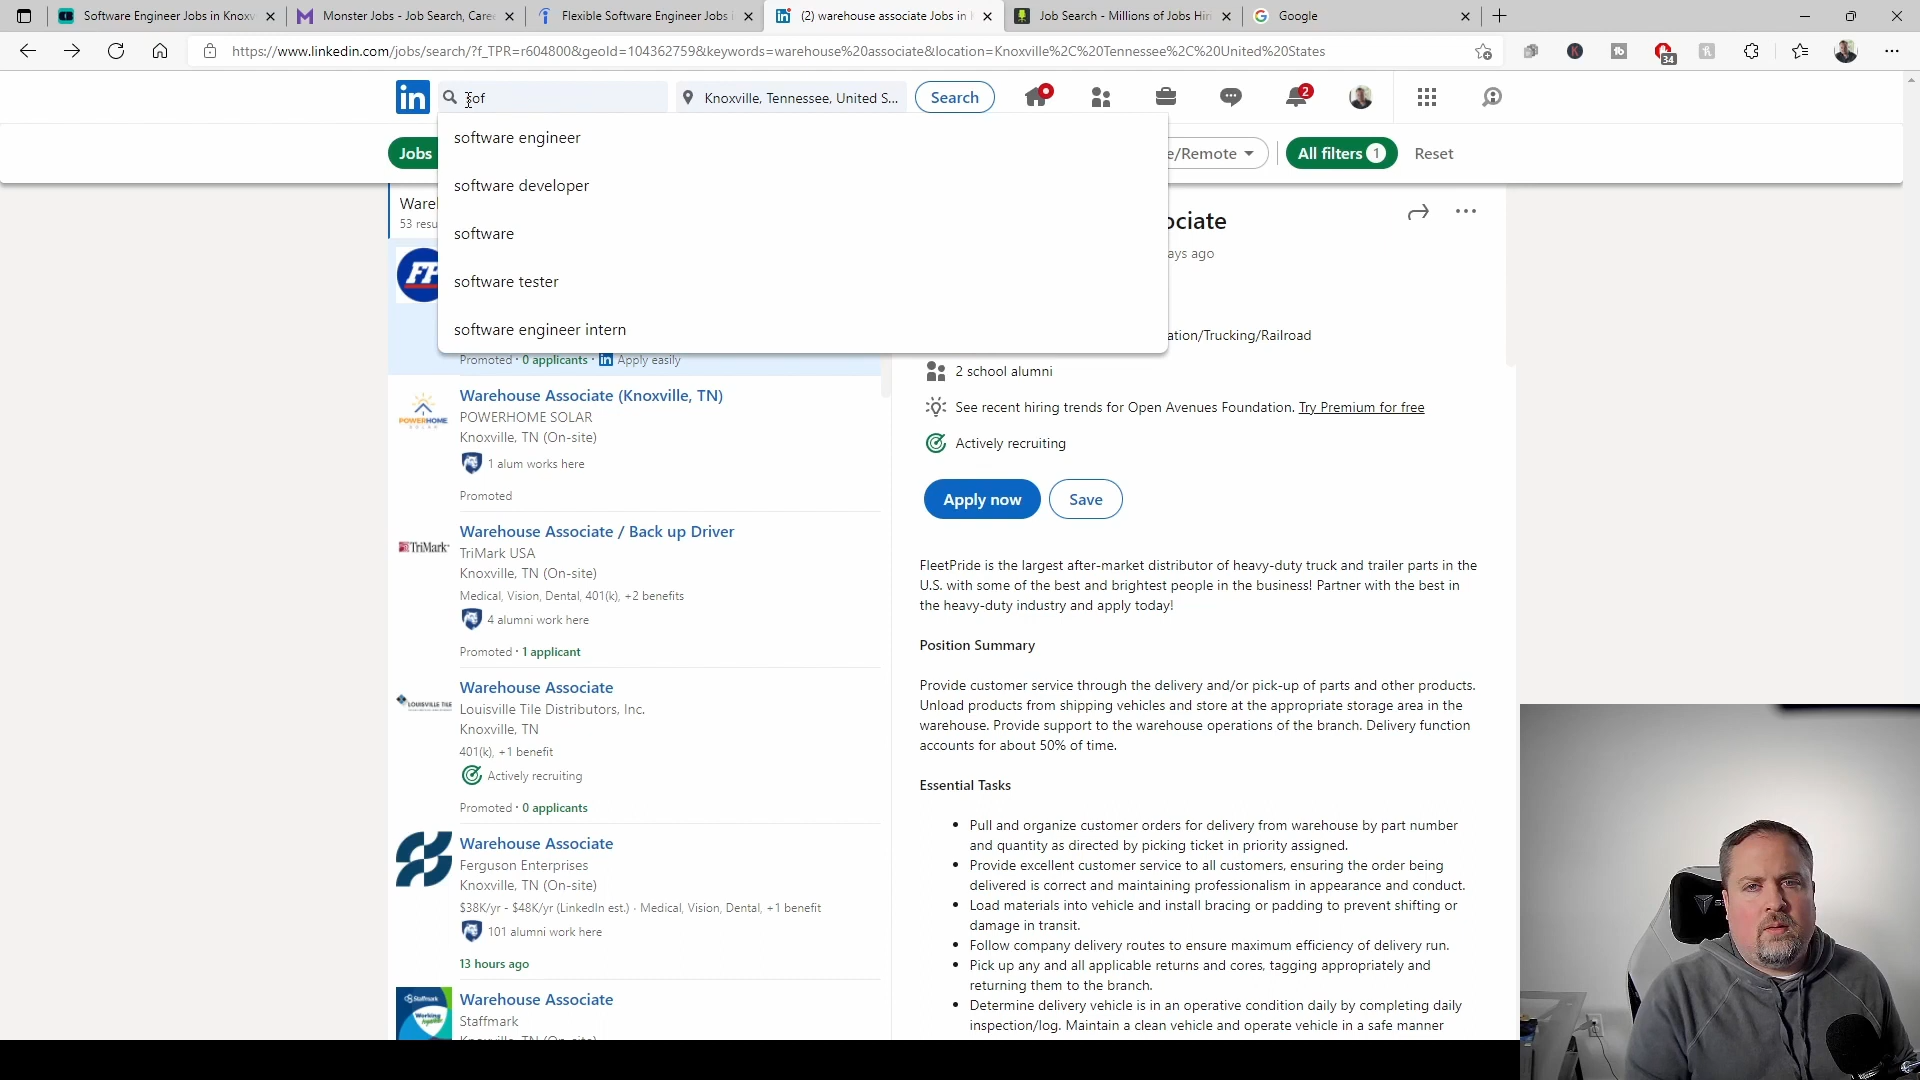 Software Engineer Jobs in Knoxv
Monster Jobs - Job Search, Caree
Flexible Software Engineer Jobs i
(2) warehouse associate Jobs in
Job Search - Millions of Jobs Hiri
Google
https://www.linkedin.com/jobs/search/?f_TPR=r604800&geoId=104362759&keywords=warehouse%20associate&location=Knoxville%2C%20Tennessee%2C%20United%20States
34
in
sof
Knoxville, Tennessee, United S...
Search
2
Jobs
software engineer
software developer
software
software tester
software engineer intern
e/Remote
All filters 1
Reset
Ware
53 resu
FP
Promoted · 0 applicants · in Apply easily
Warehouse Associate (Knoxville, TN)
POWERHOME SOLAR
POWERHOME
SOLAR
Knoxville, TN (On-site)
1 alum works here
Promoted
Warehouse Associate / Back up Driver
TriMark
TriMark USA
Knoxville, TN (On-site)
Medical, Vision, Dental, 401(k), +2 benefits
4 alumni work here
Promoted · 1 applicant
Warehouse Associate
LOUISVILLE TILE
Louisville Tile Distributors, Inc.
Knoxville, TN
401(k), +1 benefit
Actively recruiting
Promoted · 0 applicants
Warehouse Associate
Ferguson Enterprises
Knoxville, TN (On-site)
$38K/yr - $48K/yr (LinkedIn est.) · Medical, Vision, Dental, +1 benefit
101 alumni work here
13 hours ago
Warehouse Associate
Staffmark
Staffmark
Working
Knoxville, TN (On-site)
ociate
ays ago
ation/Trucking/Railroad
2 school alumni
See recent hiring trends for Open Avenues Foundation. Try Premium for free
Actively recruiting
Apply now
Save
FleetPride is the largest after-market distributor of heavy-duty truck and trailer parts in the
U.S. with some of the best and brightest people in the business! Partner with the best in
the heavy-duty industry and apply today!
Position Summary
Provide customer service through the delivery and/or pick-up of parts and other products.
Unload products from shipping vehicles and store at the appropriate storage area in the
warehouse. Provide support to the warehouse operations of the branch. Delivery function
accounts for about 50% of time.
Essential Tasks
• Pull and organize customer orders for delivery from warehouse by part number
and quantity as directed by picking ticket in priority assigned.
• Provide excellent customer service to all customers, ensuring the order being
delivered is correct and maintaining professionalism in appearance and conduct.
• Load materials into vehicle and install bracing or padding to prevent shifting or
damage in transit.
• Follow company delivery routes to ensure maximum efficiency of delivery run.
• Pick up any and all applicable returns and cores, tagging appropriately and
returning them to the branch.
• Determine delivery vehicle is in an operative condition daily by completing daily
inspection/log. Maintain a clean vehicle and operate vehicle in a safe manner